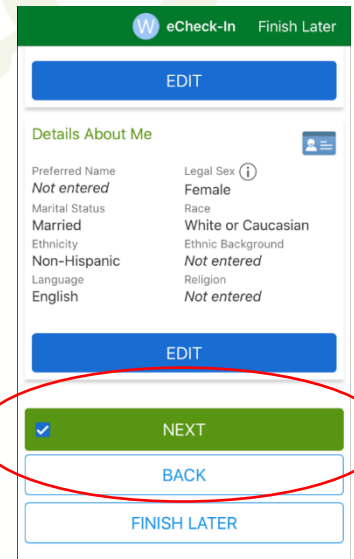 W eCheck-In Finish Later
EDIT
Details About Me
Preferred Name Legal Sex i
Not entered Female
Marital Status Race
Married White or Caucasian
Ethnicity Ethnic Background
Non-Hispanic Not entered
Language Religion
English Not entered
EDIT
NEXT
BACK
FINISH LATER